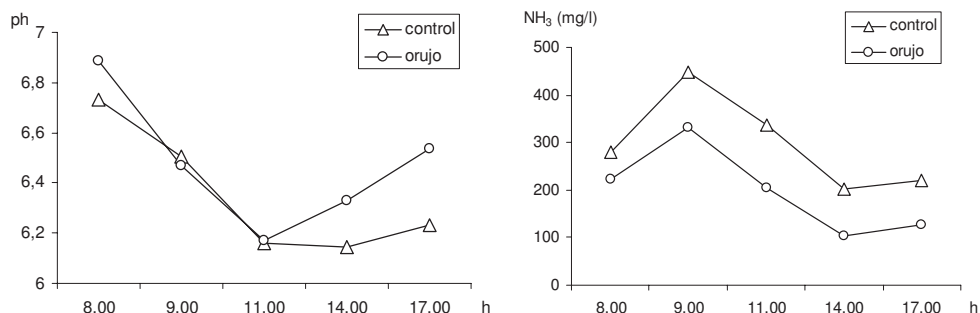 ph
7
6,8
6,6
6,4
6,2
6
8.00 9.00 11.00 14.00 17.00 h
control
orujo
NH₃ (mg/l)
500
400
300
200
100
0
8.00 9.00 11.00 14.00 17.00 h
control
orujo